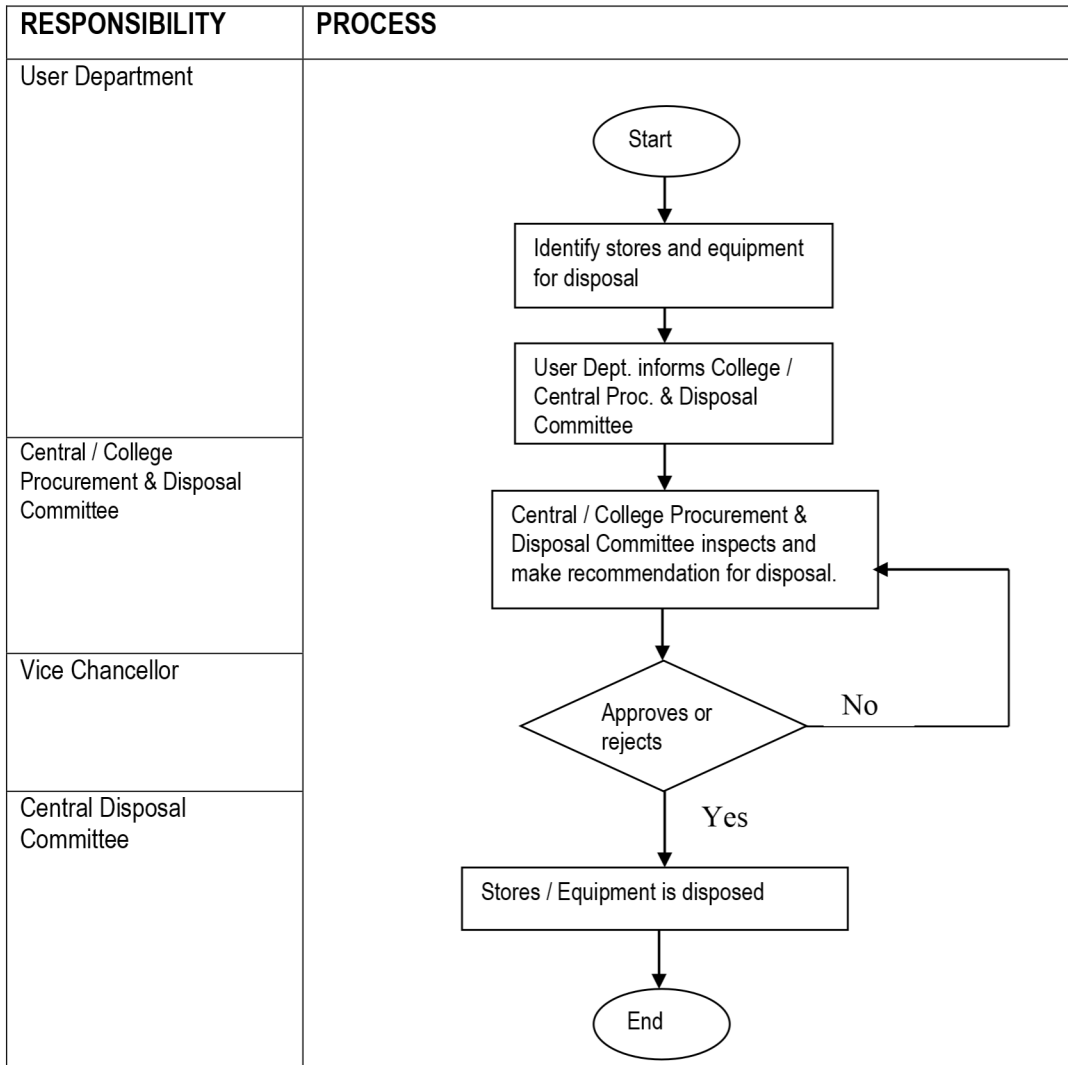 RESPONSIBILITY
PROCESS
User Department
Start
Identify stores and equipment
for disposal
User Dept. informs College /
Central Proc. & Disposal
Committee
Central / College
Procurement & Disposal
Committee
Central / College Procurement &
Disposal Committee inspects and
make recommendation for disposal.
Vice Chancellor
Approves or
rejects
No
Yes
Central Disposal
Committee
Stores / Equipment is disposed
End